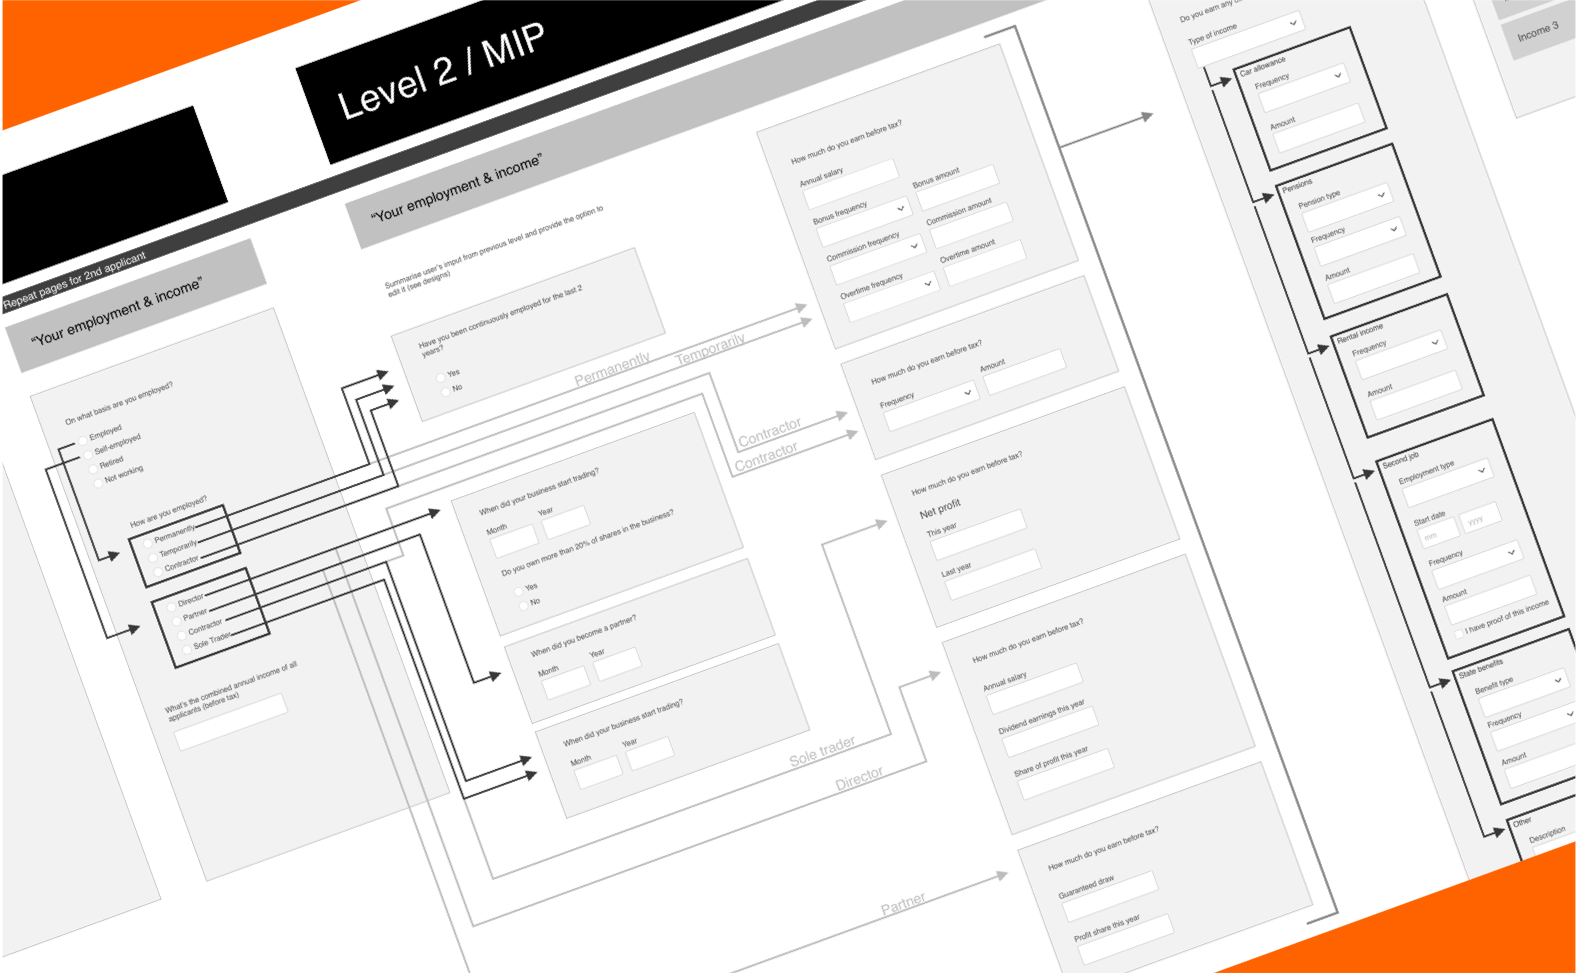 Level 2 / MIP
Repeat pages for 2nd applicant
“Your employment & income”
On what basis are you employed?
Employed
Self-employed
Retired
Not working
How are you employed?
Permanently
Temporarily
Contractor
Director
Partner
Contractor
Sole Trader
What's the combined annual income of all
applicants (before tax)
“Your employment & income”
Summarise user's imput from previous level and provide the option to
edit it (see designs)
Have you been continuously employed for the last 2
years?
Yes
No
Permanently
Temporarily
Contractor
Contractor
When did your business start trading?
Month
Year
Do you own more than 20% of shares in the business?
Yes
No
When did you become a partner?
Month
Year
When did your business start trading?
Month
Year
Sole trader
Director
Partner
How much do you earn before tax?
Annual salary
Bonus frequency
Bonus amount
Commission frequency
Commission amount
Overtime frequency
Overtime amount
How much do you earn before tax?
Frequency
Amount
How much do you earn before tax?
Net profit
This year
Last year
How much do you earn before tax?
Annual salary
Dividend earnings this year
Share of profit this year
How much do you earn before tax?
Guaranteed draw
Profit share this year
Do you earn any
Type of income
Car allowance
Frequency
Amount
Pensions
Pension type
Frequency
Amount
Rental income
Frequency
Amount
Second job
Employment type
Start date
mm
yyyy
Frequency
Amount
I have proof of this income
State benefits
Benefit type
Frequency
Amount
Other
Description
Income 3